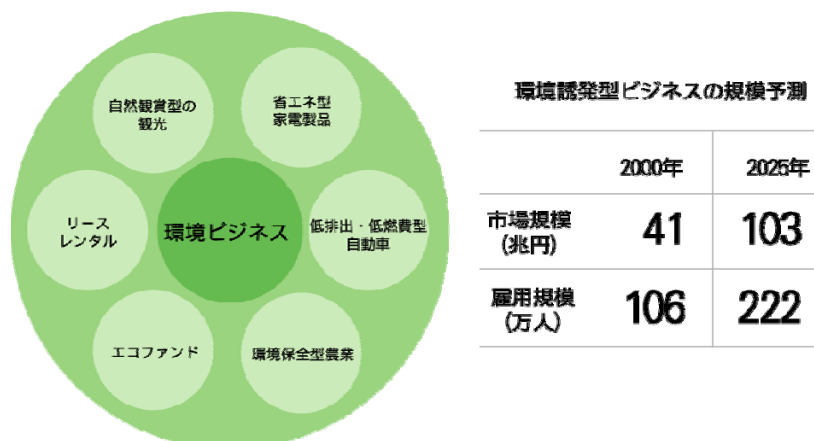 自然観賞型の
観光
省エネ型
家電製品
リース
レンタル
環境ビジネス
低排出・低燃費型
自動車
エコファンド
環境保全型農業
環境誘発型ビジネスの規模予測
2000年 2025年
市場規模
(兆円)
41 103
雇用規模
(万人)
106 222